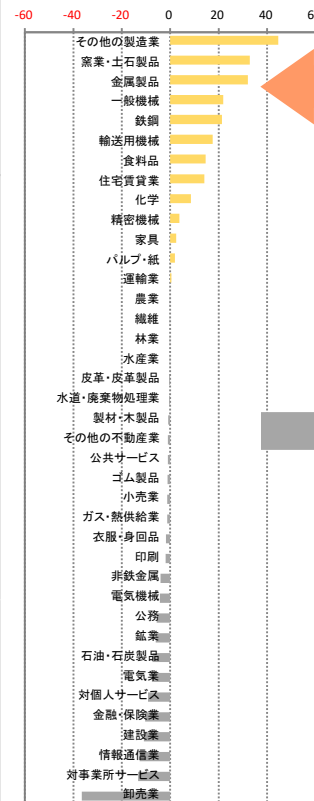 -60 -40 -20 0 20 40
その他の製造業
窯業・土石製品
金属製品
一般機械
鉄鋼
輸送用機械
食料品
住宅賃貸業
化学
精密機械
家具
パルプ・紙
運輸業
農業
繊維
林業
水産業
皮革・皮革製品
水道・廃棄物処理業
製材・木製品
その他の不動産業
公共サービス
ゴム製品
小売業
ガス・熱供給業
衣服・身回品
印刷
非鉄金属
電気機械
公務
鉱業
石油・石炭製品
電気業
対個人サービス
金融・保険業
建設業
情報通信業
対事業所サービス
卸売業